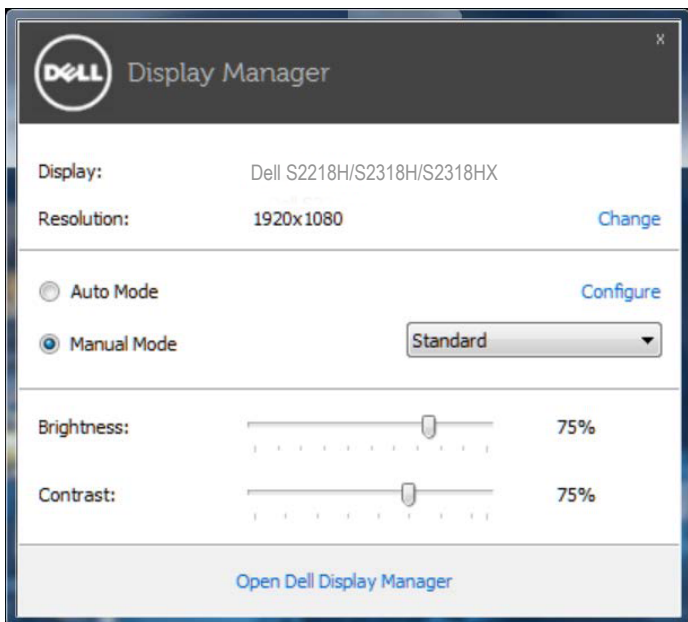 x
DELL Display Manager
Display: Dell S2218H/S2318H/S2318HX
Resolution: 1920x1080 Change
Auto Mode Configure
Manual Mode Standard
Brightness: 75%
Contrast: 75%
Open Dell Display Manager